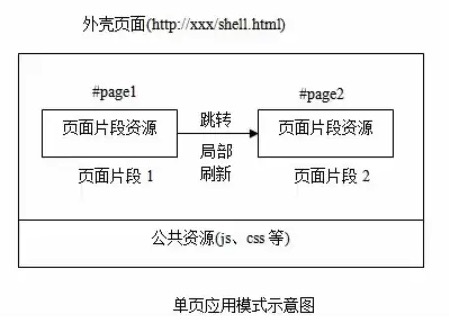 外壳页面(http://xxx/shell.html)
#page1
#page2
页面片段资源
跳转
页面片段资源
局部
刷新
页面片段 1
页面片段 2
公共资源(js、css 等)
单页应用模式示意图